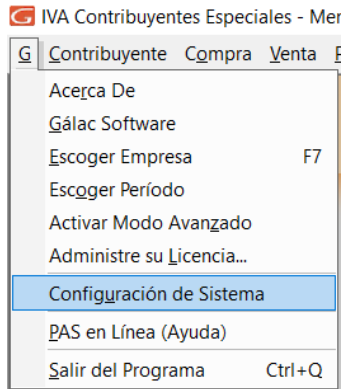 G IVA Contribuyentes Especiales - Mer
G Contribuyente Compra Venta
Acerca De
Gálac Software
Escoger Empresa F7
Escoger Período
Activar Modo Avanzado
Administre su Licencia...
Configuración de Sistema
PAS en Línea (Ayuda)
Salir del Programa Ctrl+Q